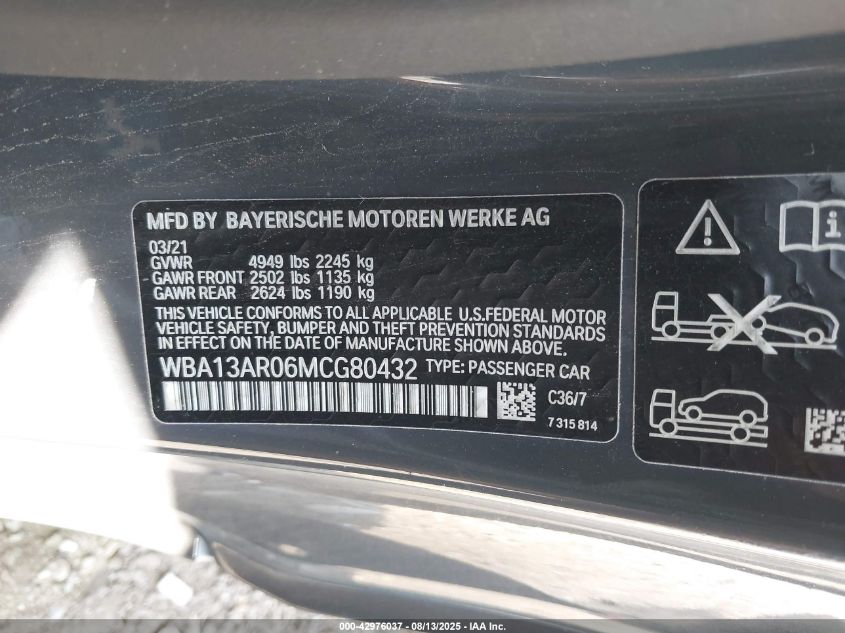 MFD BY BAYERISCHE MOTOREN WERKE AG
03/21
GVWR 4949 lbs 2245 kg
GAWR FRONT 2502 lbs 1135 kg
GAWR REAR 2624 lbs 1190 kg
THIS VEHICLE CONFORMS TO ALL APPLICABLE U.S.FEDERAL MOTOR
VEHICLE SAFETY, BUMPER AND THEFT PREVENTION STANDARDS
IN EFFECT ON THE DATE OF MANUFACTURE SHOWN ABOVE.
WBA13AR06MCG80432 TYPE: PASSENGER CAR
C36/7
7 315 814
000-42976037 - 08/13/2025 - IAA Inc.